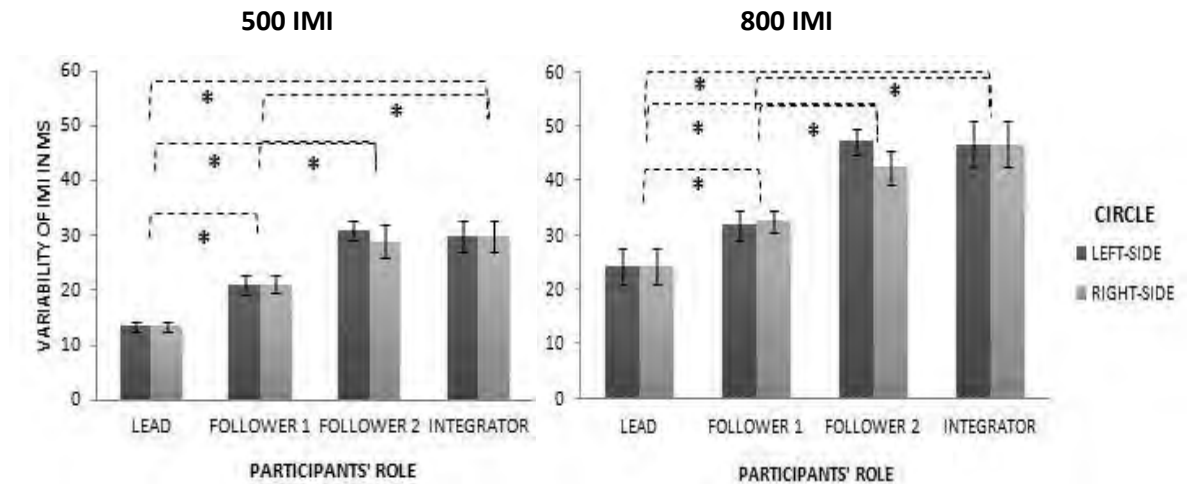 500 IMI
800 IMI
VARIABILITY OF IMI IN MS
60
50
40
30
20
10
0
*
*
*
*
*
LEAD
FOLLOWER 1
FOLLOWER 2
INTEGRATOR
PARTICIPANTS' ROLE
60
50
40
30
20
10
0
*
*
*
*
*
LEAD
FOLLOWER 1
FOLLOWER 2
INTEGRATOR
PARTICIPANTS' ROLE
CIRCLE
LEFT-SIDE
RIGHT-SIDE